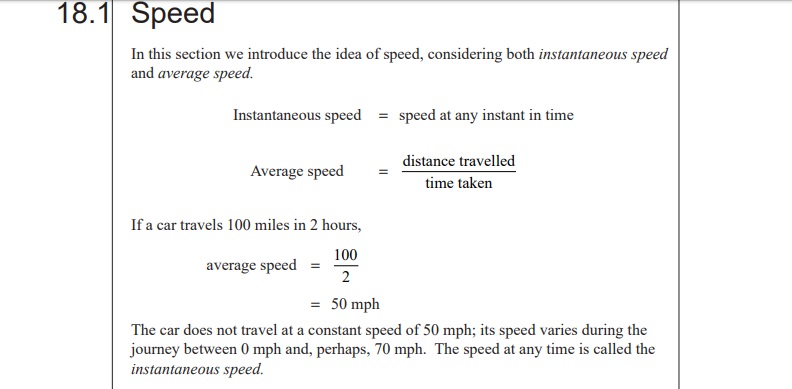 18.1 Speed
In this section we introduce the idea of speed, considering both instantaneous speed
and average speed.
Instantaneous speed = speed at any instant in time
Average speed = distance travelled
time taken
If a car travels 100 miles in 2 hours,
average speed = 100
2
= 50 mph
The car does not travel at a constant speed of 50 mph; its speed varies during the
journey between 0 mph and, perhaps, 70 mph. The speed at any time is called the
instantaneous speed.